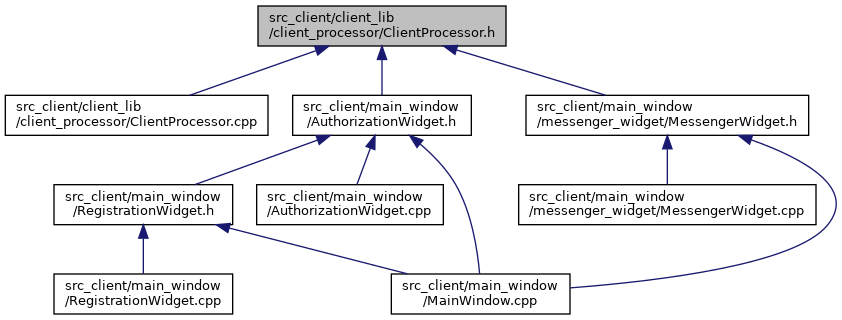 src_client/client_lib
/client_processor/ClientProcessor.h
src_client/client_lib
/client_processor/ClientProcessor.cpp
src_client/main_window
/AuthorizationWidget.h
src_client/main_window
/messenger_widget/MessengerWidget.h
src_client/main_window
/RegistrationWidget.h
src_client/main_window
/AuthorizationWidget.cpp
src_client/main_window
/messenger_widget/MessengerWidget.cpp
src_client/main_window
/RegistrationWidget.cpp
src_client/main_window
/MainWindow.cpp